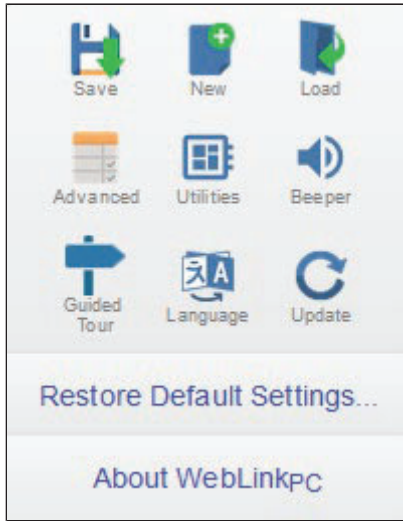 Save New Load
Advanced Utilities Beeper
Guided
Tour Language Update
Restore Default Settings...
About WebLinkPC